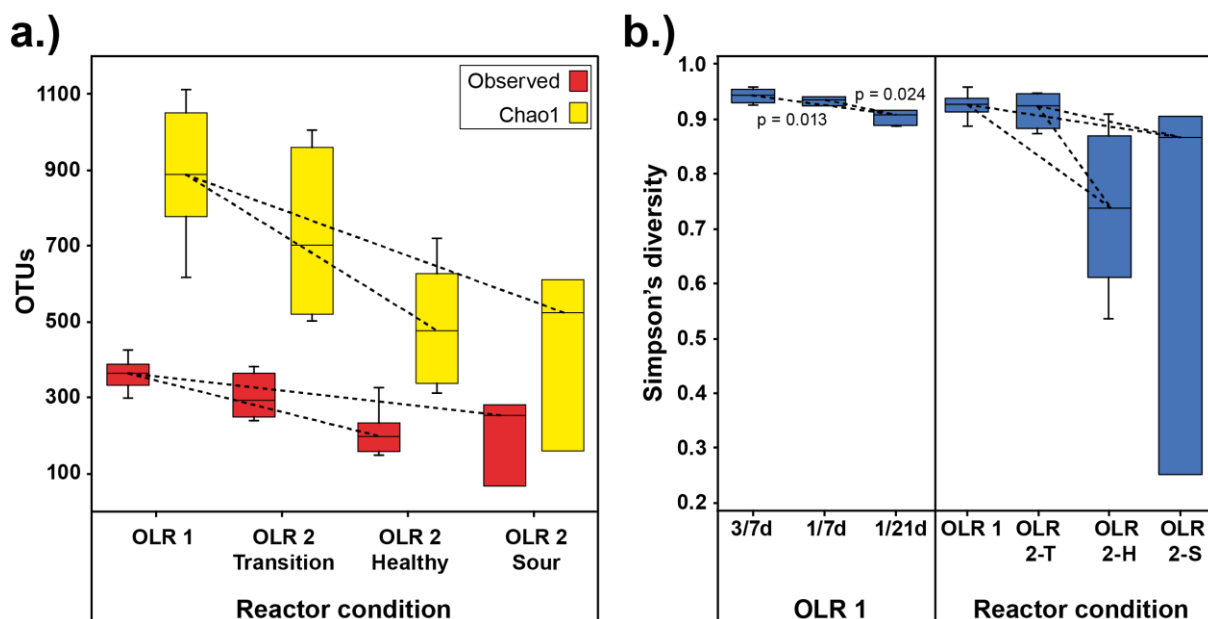 a.)
Observed
Chao1
OTUs
1100
900
700
500
300
100
OLR 1
OLR 2
Transition
OLR 2
Healthy
OLR 2
Sour
Reactor condition
b.)
Simpson's diversity
1.0
0.9
0.8
0.7
0.6
0.5
0.4
0.3
0.2
p = 0.024
p = 0.013
3/7d
1/7d
1/21d
OLR 1
OLR 1
OLR
2-T
OLR
2-H
OLR
2-S
Reactor condition